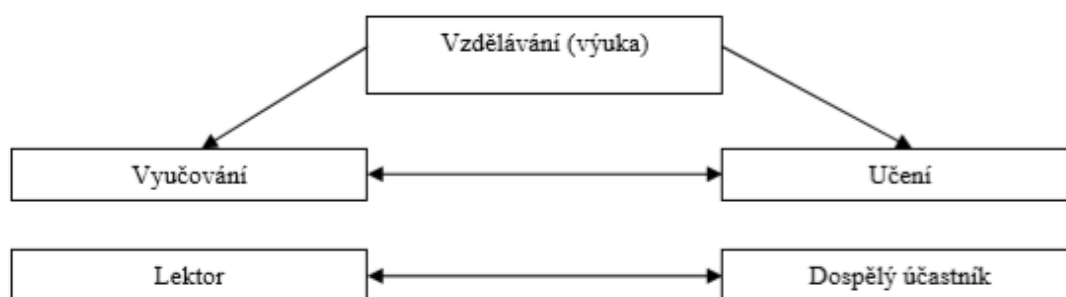 Vzdělávání (výuka)
Vyučování
Učení
Lektor
Dospělý účastník